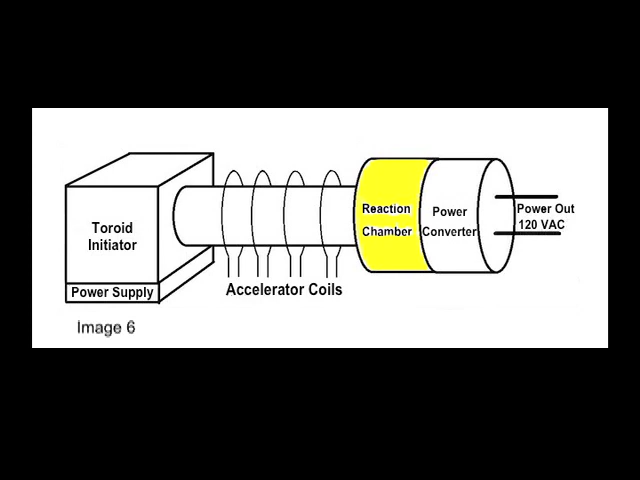 Toroid
Initiator
Power Supply
Accelerator Coils
Reaction
Chamber
Power
Converter
Power Out
120 VAC
Image 6